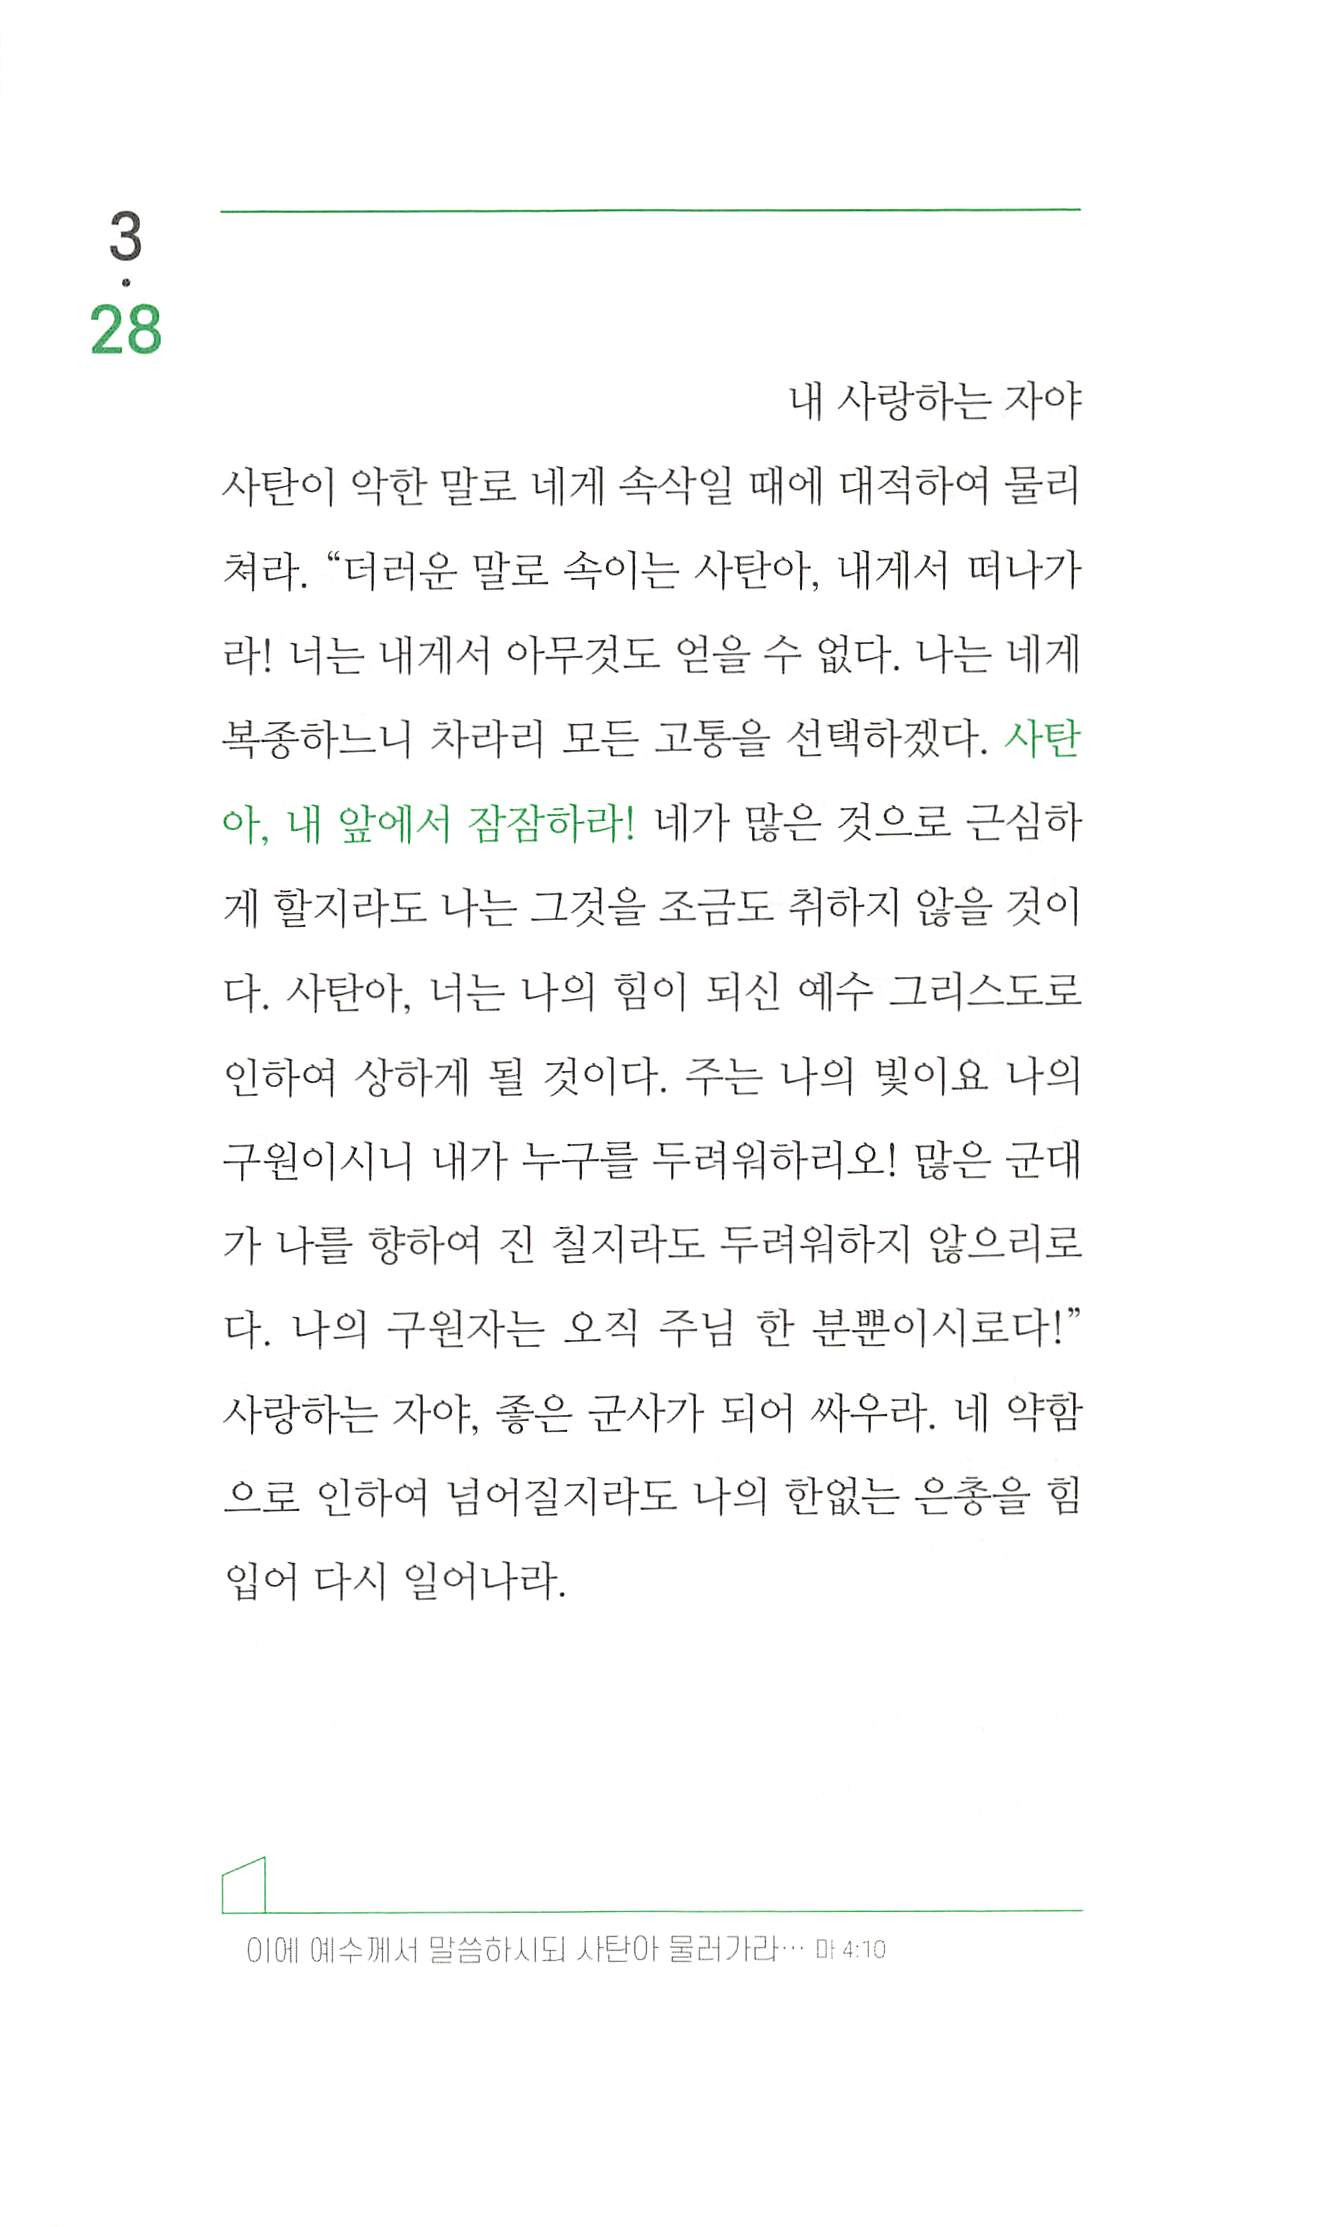 3
·
28
내 사랑하는 자야
사탄이 악한 말로 네게 속삭일 때에 대적하여 물리
쳐라. “더러운 말로 속이는 사탄아, 내게서 떠나가
라! 너는 내게서 아무것도 얻을 수 없다. 나는 네게
복종하느니 차라리 모든 고통을 선택하겠다. 사탄
아, 내 앞에서 잠잠하라! 네가 많은 것으로 근심하
게 할지라도 나는 그것을 조금도 취하지 않을 것이
다. 사탄아, 너는 나의 힘이 되신 예수 그리스도로
인하여 상하게 될 것이다. 주는 나의 빛이요 나의
구원이시니 내가 누구를 두려워하리오! 많은 군대
가 나를 향하여 진 칠지라도 두려워하지 않으리로
다. 나의 구원자는 오직 주님 한 분뿐이시로다!”
사랑하는 자야, 좋은 군사가 되어 싸우라. 네 약함
으로 인하여 넘어질지라도 나의 한없는 은총을 힘
입어 다시 일어나라.
이에 예수께서 말씀하시되 사탄아 물러가라… 마 4:10